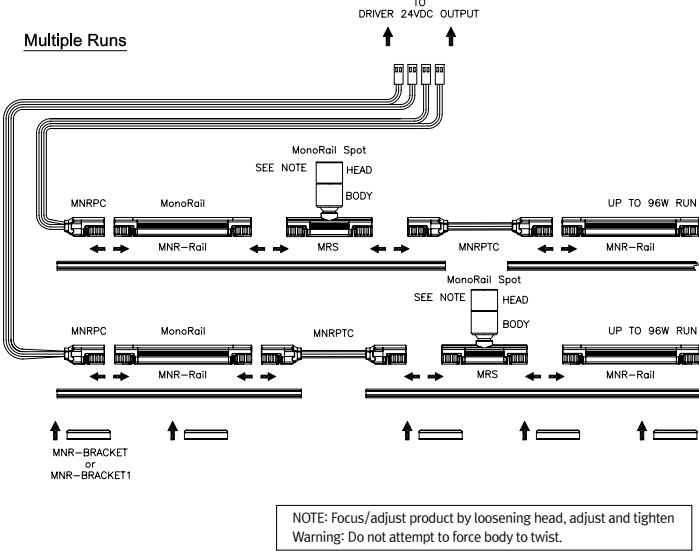 TO
DRIVER 24VDC OUTPUT
Multiple Runs
MonoRail Spot
SEE NOTE HEAD
BODY
MNRPC MonoRail UP TO 96W RUN
MNR-Rail MRS MNRPTC MNR-Rail
MonoRail Spot
SEE NOTE HEAD
BODY
MNRPC MonoRail MNRPTC UP TO 96W RUN
MNR-Rail MRS MNR-Rail
MNR-BRACKET
or
MNR-BRACKET1
NOTE: Focus/adjust product by loosening head, adjust and tighten
Warning: Do not attempt to force body to twist.